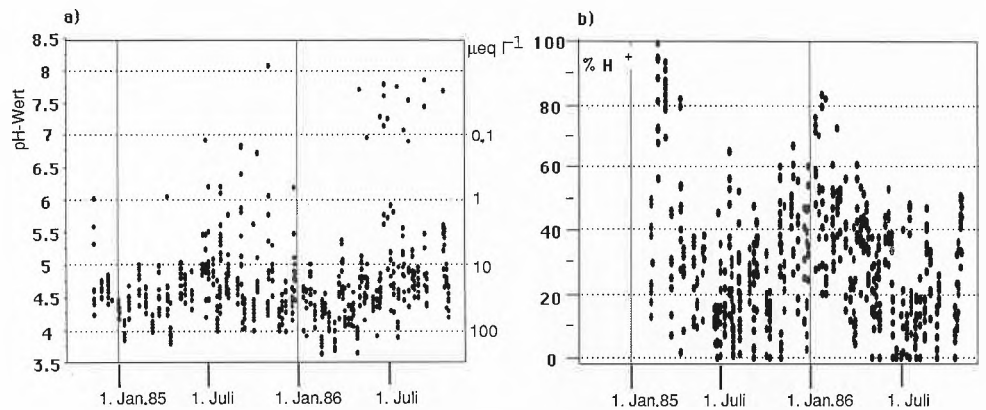 a)
pH-Wert
8.5
8
7.5
7
6.5
6
5.5
5
4.5
4
3.5
µeq l⁻¹
0.1
1
10
100
1. Jan.85
1. Juli
1. Jan.86
1. Juli
b)
% H⁺
100
80
60
40
20
0
1. Jan.85
1. Juli
1. Jan.86
1. Juli